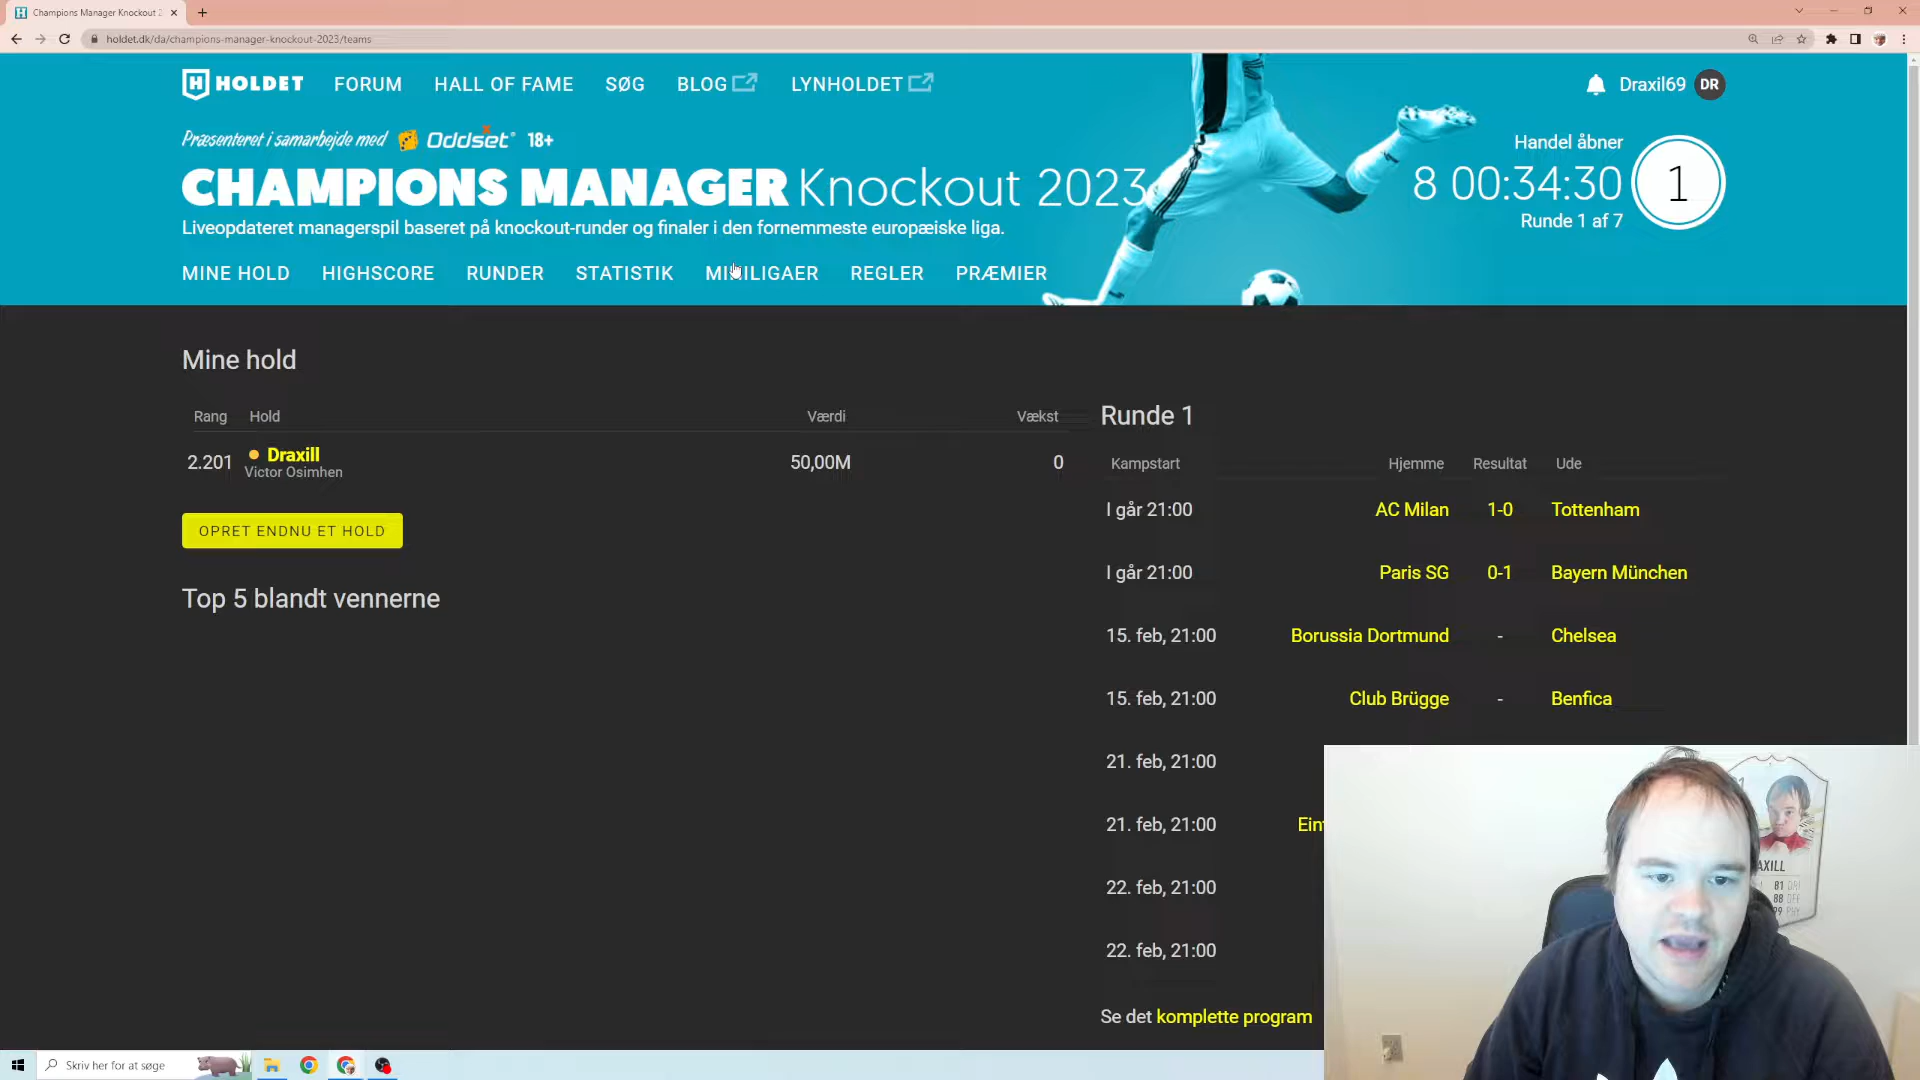 Champions Manager Knockout 2
holdet.dk/da/champions-manager-knockout-2023/teams
HOLDET FORUM HALL OF FAME SØG BLOG LYNHOLDET
Draxil69 DR
Præsenteret i samarbejde med Oddset 18+
CHAMPIONS MANAGER Knockout 2023
Liveopdateret managerspil baseret på knockout-runder og finaler i den fornemmeste europæiske liga.
Handel åbner
8 00:34:30
Runde 1 af 7
1
MINE HOLD HIGHSCORE RUNDER STATISTIK MINILIGAER REGLER PRÆMIER
Mine hold
Rang Hold Værdi Vækst
2.201 Draxill 50,00M 0
Victor Osimhen
OPRET ENDNU ET HOLD
Top 5 blandt vennerne
Runde 1
Kampstart Hjemme Resultat Ude
I går 21:00 AC Milan 1-0 Tottenham
I går 21:00 Paris SG 0-1 Bayern München
15. feb, 21:00 Borussia Dortmund - Chelsea
15. feb, 21:00 Club Brügge - Benfica
21. feb, 21:00
21. feb, 21:00
22. feb, 21:00
22. feb, 21:00
Se det komplette program
AXILL
81
88
Skriv her for at søge